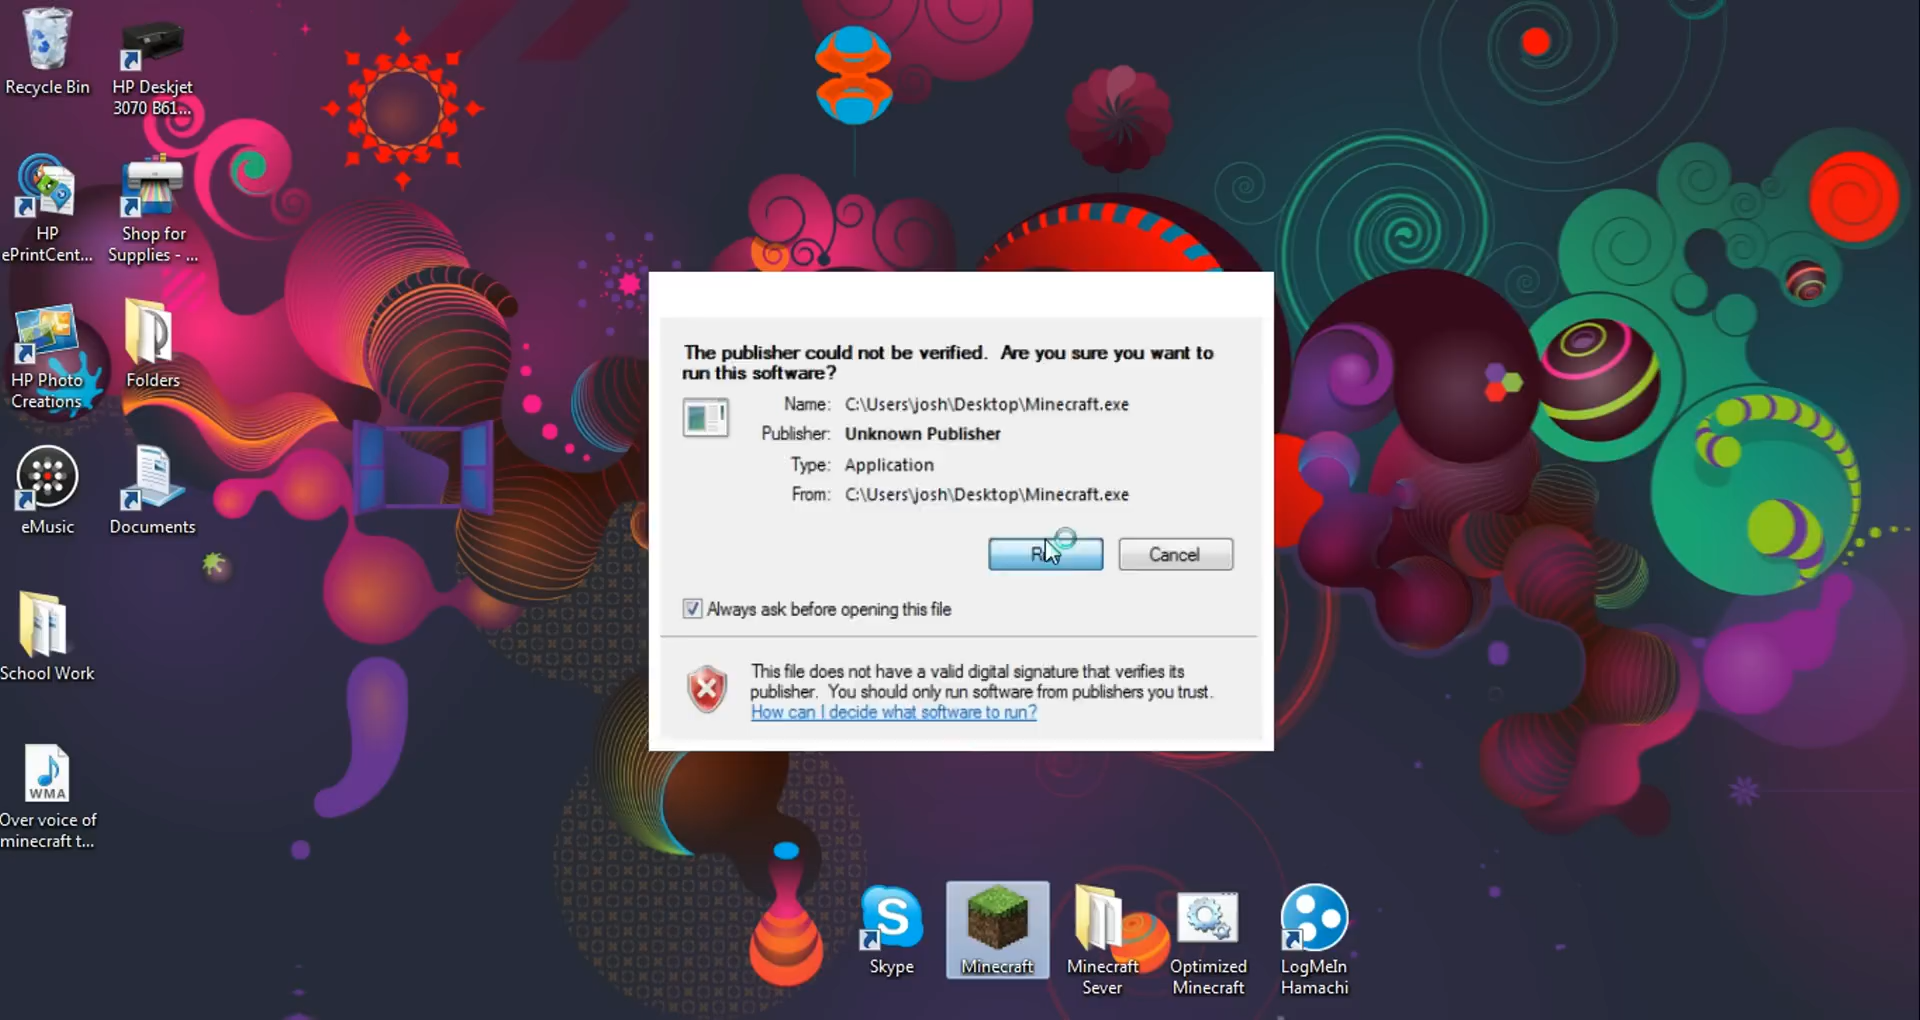 Recycle Bin
HP Deskjet
3070 B61...
HP
ePrintCent...
Shop for
Supplies - ...
HP Photo
Creations
Folders
eMusic
Documents
School Work
WMA
Over voice of
minecraft t...
The publisher could not be verified.  Are you sure you want to
run this software?
Name: C:\Users\josh\Desktop\Minecraft.exe
Publisher: Unknown Publisher
Type: Application
From: C:\Users\josh\Desktop\Minecraft.exe
Cancel
Always ask before opening this file
This file does not have a valid digital signature that verifies its
publisher.  You should only run software from publishers you trust.
How can I decide what software to run?
S
Skype
Minecraft
Minecraft
Sever
Optimized
Minecraft
LogMeIn
Hamachi